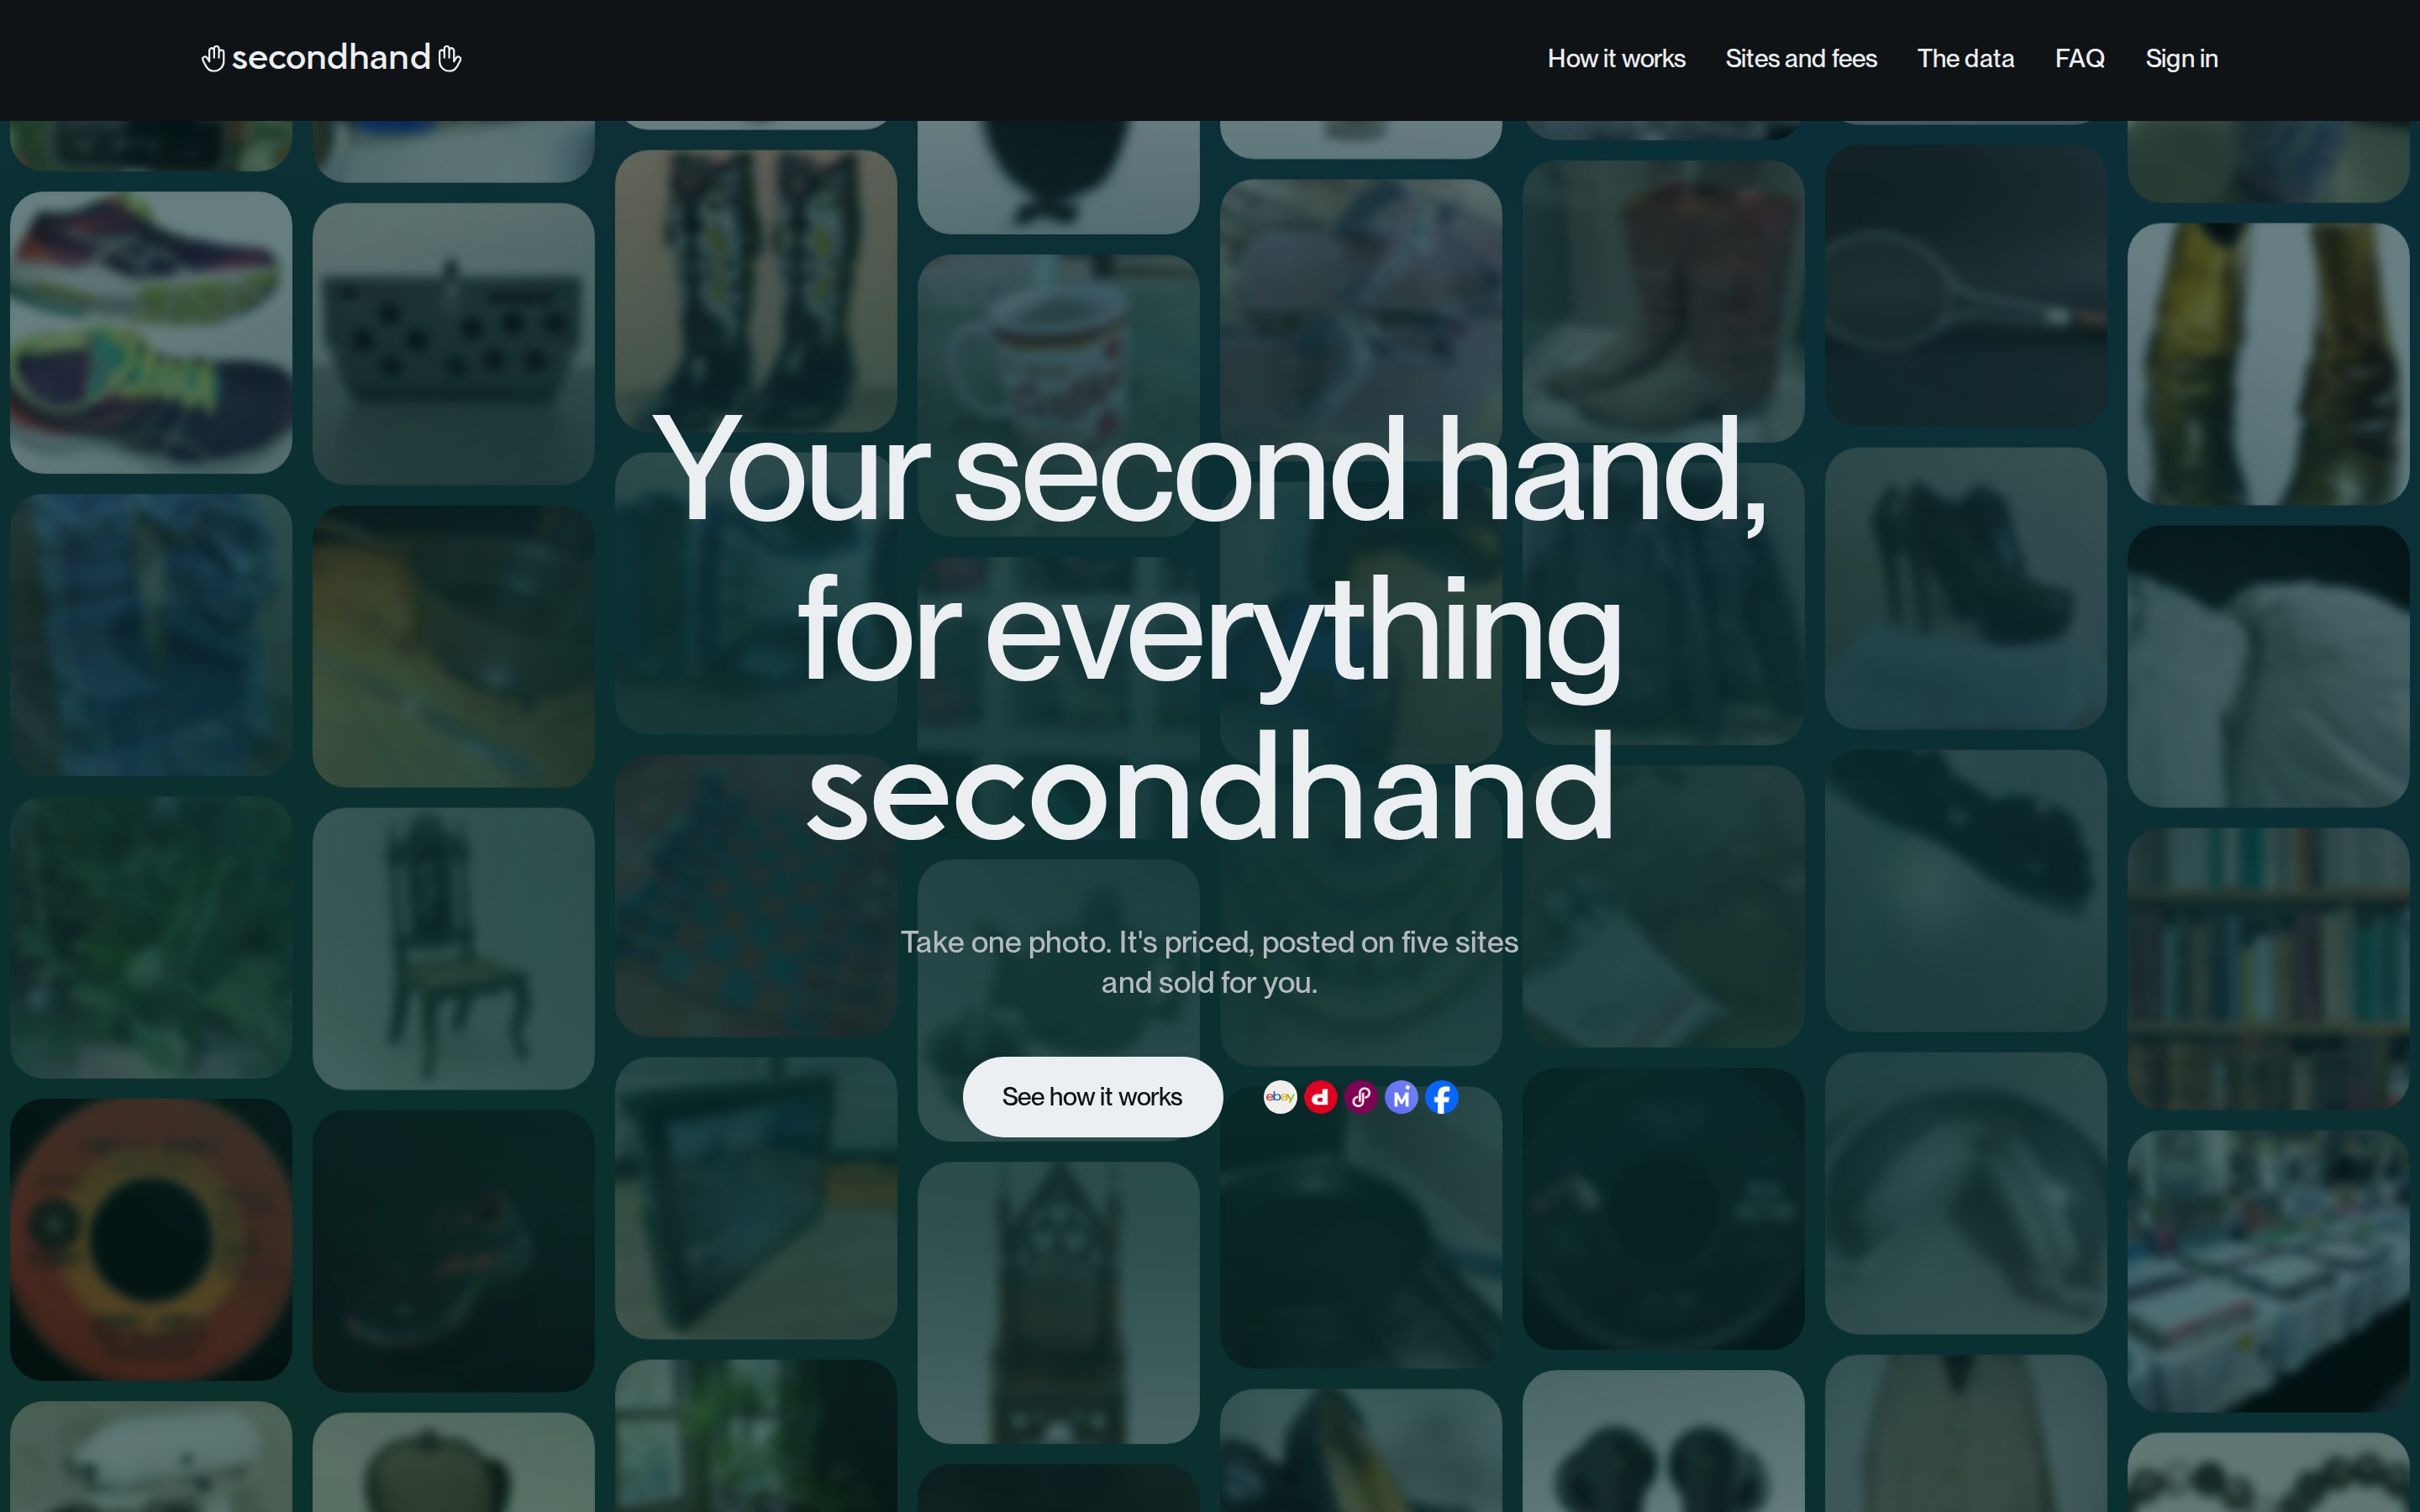 secondhand
How it works
Sites and fees
The data
FAQ
Sign in
Your second hand,
for everything
secondhand
Take one photo. It's priced, posted on five sites
and sold for you.
See how it works
ebay